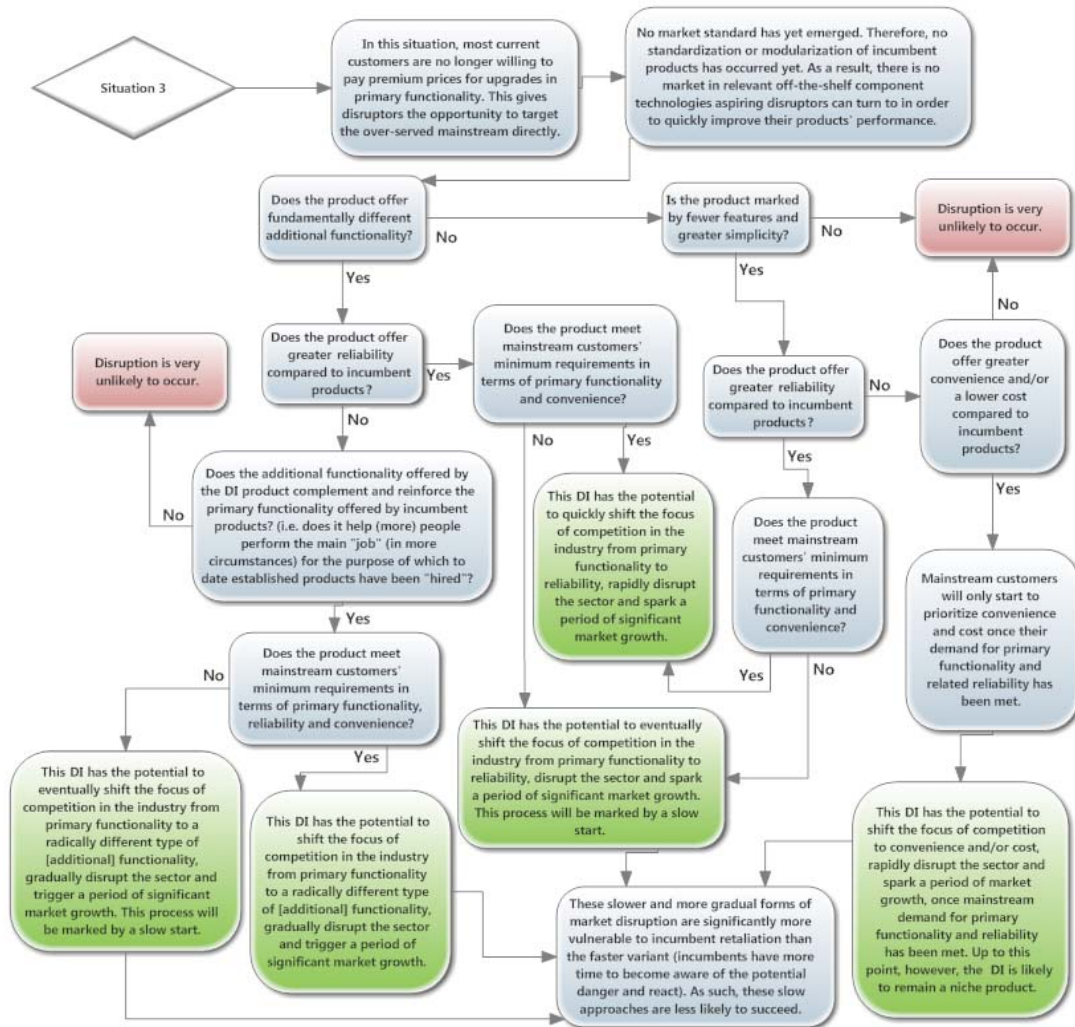 Situation 3
In this situation, most current
customers are no longer willing to
pay premium prices for upgrades in
primary functionality. This gives
disruptors the opportunity to target
the over-served mainstream directly.
No market standard has yet emerged. Therefore, no
standardization or modularization of incumbent
products has occurred yet. As a result, there is no
market in relevant off-the-shelf component
technologies aspiring disruptors can turn to in order
to quickly improve their products' performance.
Does the product offer
fundamentally different
additional functionality?
No
Is the product marked
by fewer features and
greater simplicity?
No
Disruption is very
unlikely to occur.
Yes
Yes
No
Disruption is very
unlikely to occur.
Does the product offer
greater reliability
compared to incumbent
products?
Yes
Does the product meet
mainstream customers'
minimum requirements in
terms of primary functionality
and convenience?
Does the product offer
greater reliability
compared to incumbent
products?
No
Does the product
offer greater
convenience and/or
a lower cost
compared to
incumbent
products?
No
No
Yes
Yes
Yes
Does the additional functionality offered by
the DI product complement and reinforce the
primary functionality offered by incumbent
products? (i.e. does it help (more) people
perform the main "job" (in more
circumstances) for the purpose of which to
date established products have been "hired"?
No
This DI has the potential
to quickly shift the focus
of competition in the
industry from primary
functionality to
reliability, rapidly disrupt
the sector and spark a
period of significant
market growth.
Does the product
meet mainstream
customers' minimum
requirements in
terms of primary
functionality and
convenience?
Mainstream customers
will only start to
prioritize convenience
and cost once their
demand for primary
functionality and
related reliability has
been met.
Yes
Yes
No
Does the product meet
mainstream customers'
minimum requirements in
terms of primary functionality,
reliability and convenience?
No
Yes
This DI has the potential to
eventually shift the focus of
competition in the industry from
primary functionality to a
radically different type of
[additional] functionality,
gradually disrupt the sector and
trigger a period of significant
market growth. This process will
be marked by a slow start.
This DI has the potential to
shift the focus of
competition in the industry
from primary functionality
to a radically different type
of [additional] functionality,
gradually disrupt the sector
and trigger a period of
significant market growth.
This DI has the potential to eventually
shift the focus of competition in the
industry from primary functionality to
reliability, disrupt the sector and spark
a period of significant market growth.
This process will be marked by a slow
start.
These slower and more gradual forms of
market disruption are significantly more
vulnerable to incumbent retaliation than
the faster variant (incumbents have more
time to become aware of the potential
danger and react). As such, these slow
approaches are less likely to succeed.
This DI has the potential to
shift the focus of competition
to convenience and/or cost,
rapidly disrupt the sector and
spark a period of market
growth, once mainstream
demand for primary
functionality and reliability
has been met. Up to this
point, however, the DI is likely
to remain a niche product.